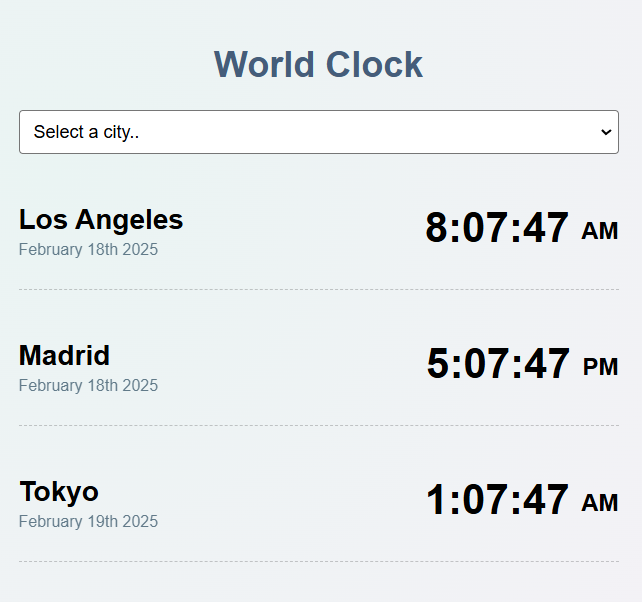 World Clock
Select a city..
Los Angeles
8:07:47 AM
February 18th 2025
Madrid
5:07:47 PM
February 18th 2025
Tokyo
1:07:47 AM
February 19th 2025